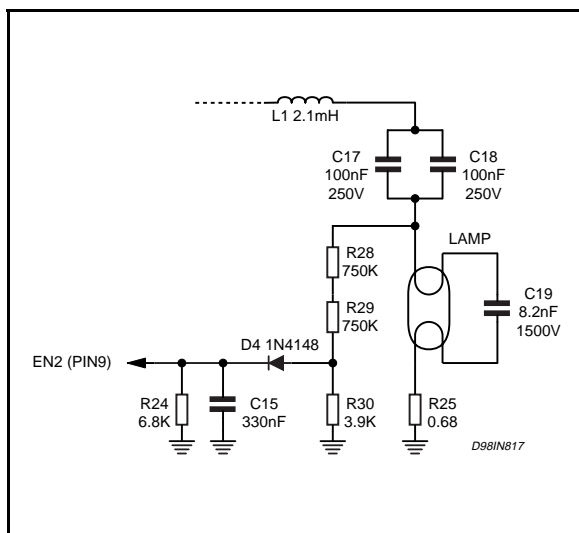 L1 2.1mH
C17
100nF
250V
C18
100nF
250V
LAMP
R28
750K
C19
8.2nF
1500V
R29
750K
D4 1N4148
EN2 (PIN9)
R24
6.8K
C15
330nF
R30
3.9K
R25
0.68
D98IN817